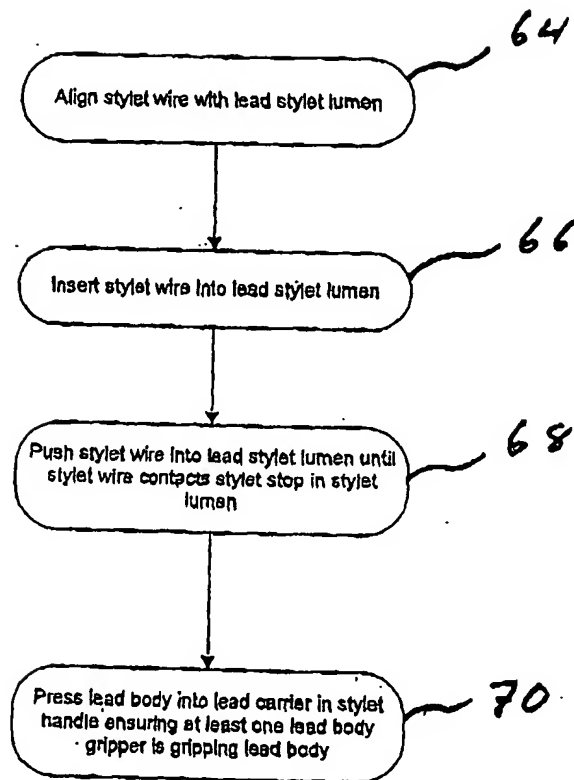 64
Align stylet wire with lead stylet lumen
66
Insert stylet wire into lead stylet lumen
68
Push stylet wire into lead stylet lumen until
stylet wire contacts stylet stop in stylet
lumen
70
Press lead body into lead carrier in stylet
handle ensuring at least one lead body
gripper is gripping lead body